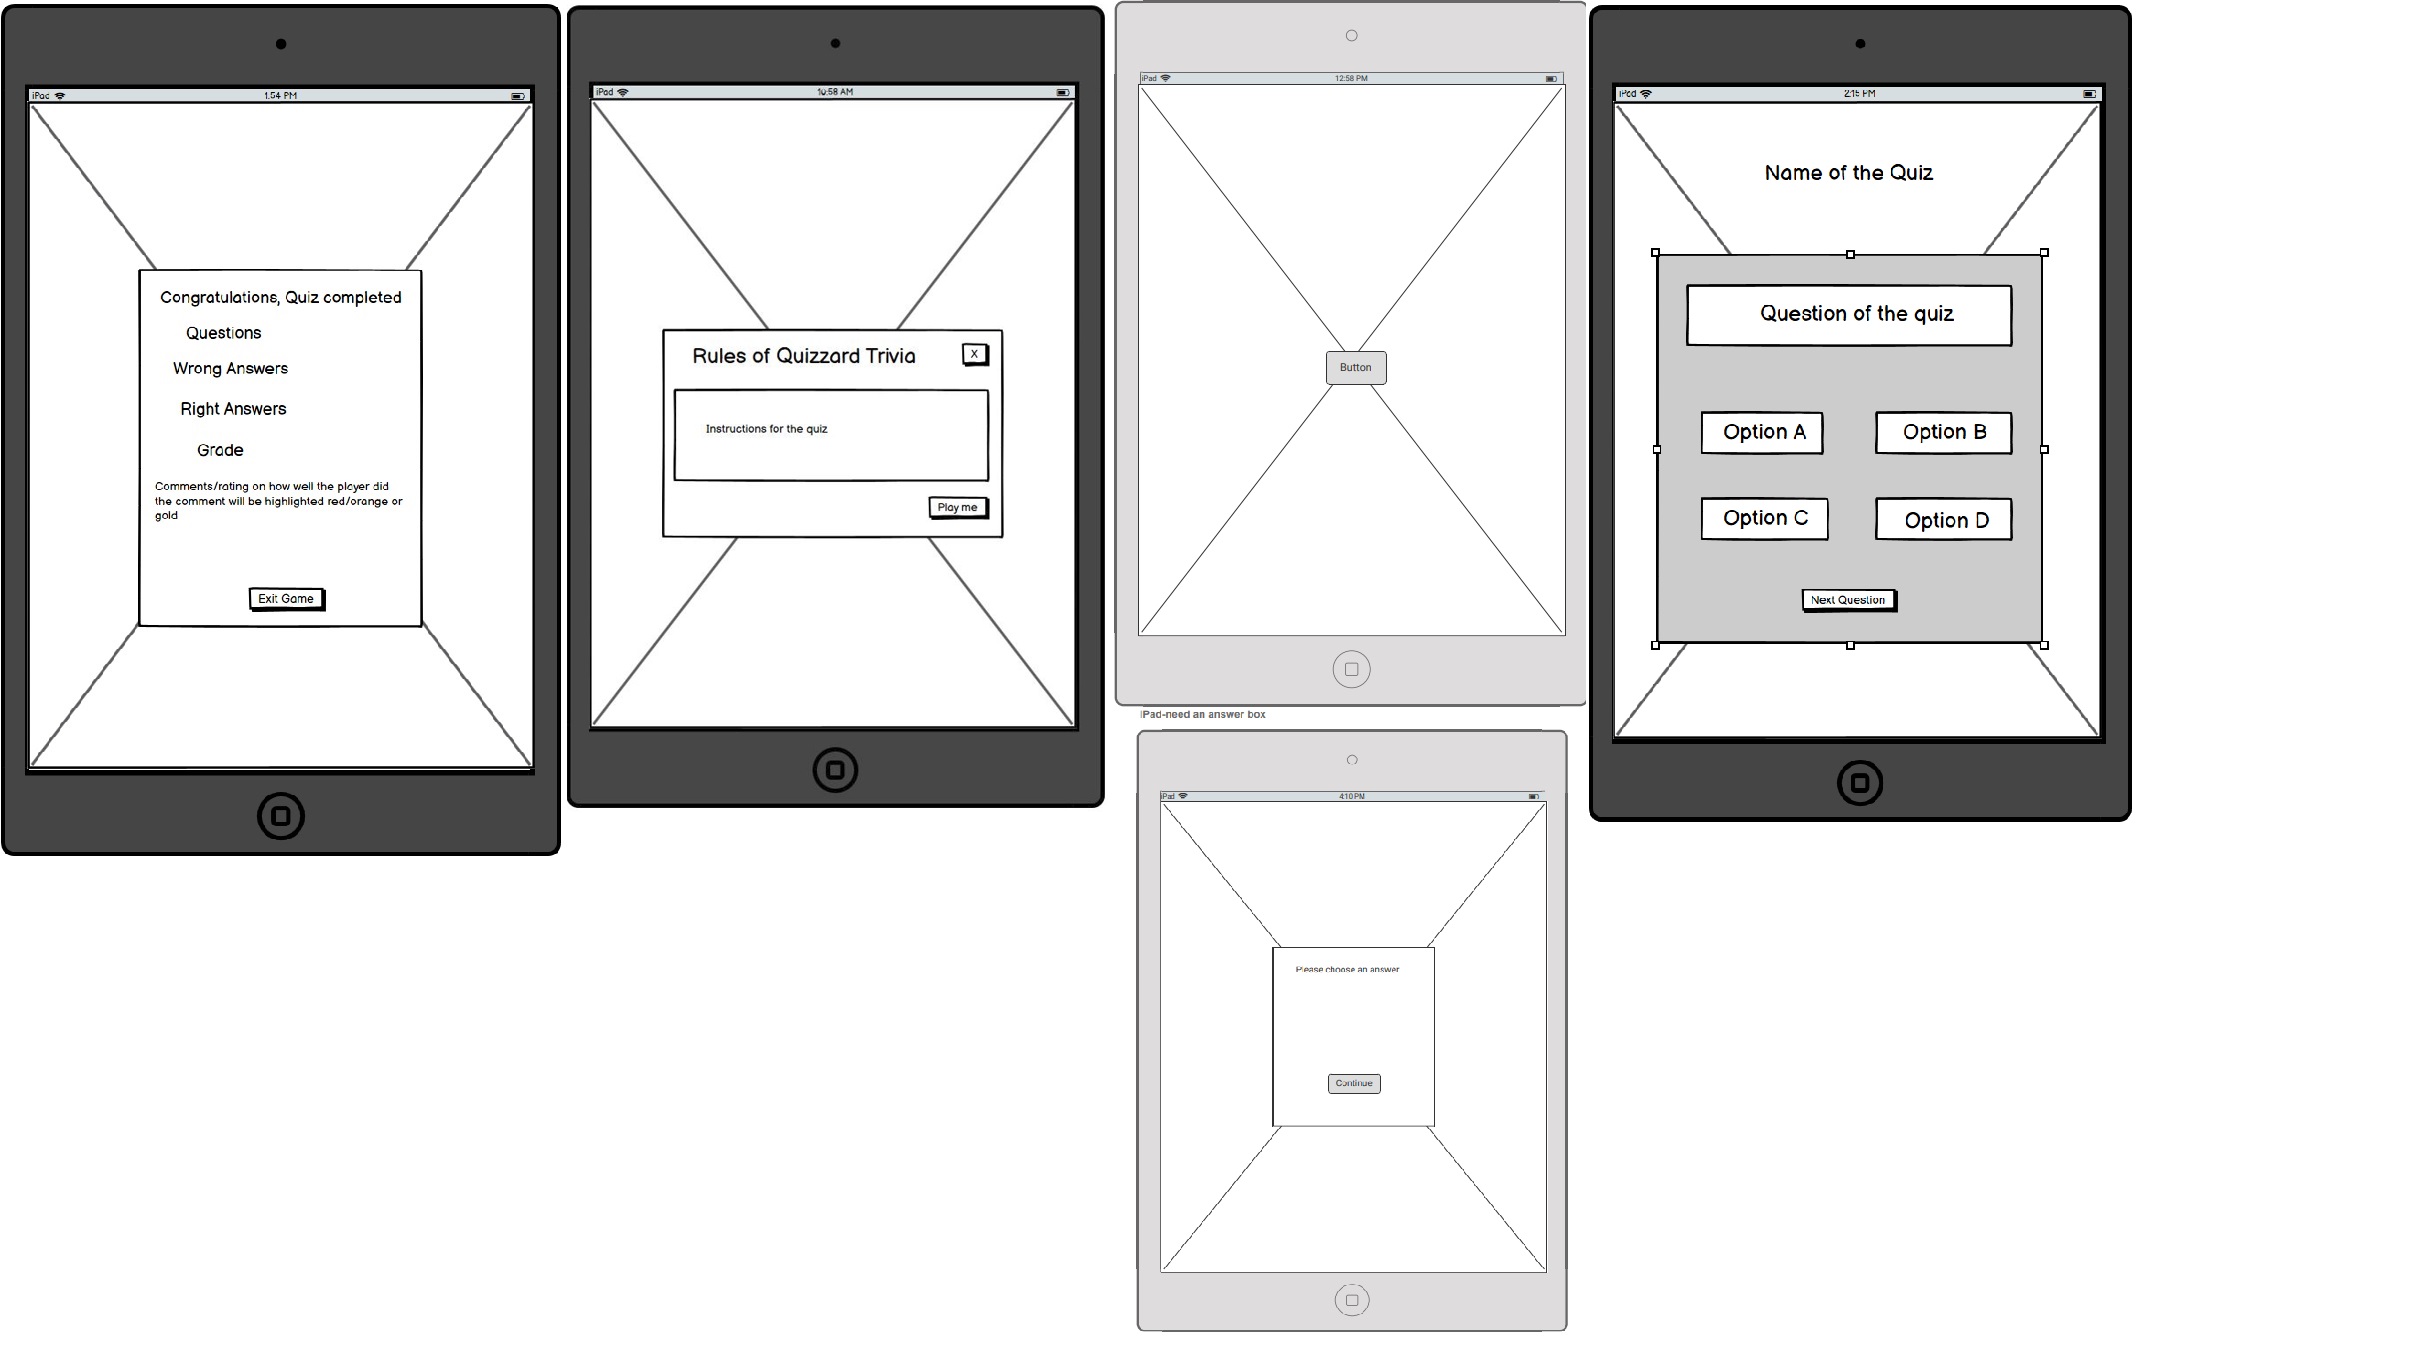 iPad 1:54 PM
Congratulations, Quiz completed
Questions
Wrong Answers
Right Answers
Grade
Comments/rating on how well the player did
the comment will be highlighted red/orange or
gold
Exit Game
iPad 10:58 AM
Rules of Quizzard Trivia
X
Instructions for the quiz
Play me
iPad 12:58 PM
Button
iPad-need an answer box
iPad 4:10 PM
Please choose an answer
Continue
iPad 2:15 PM
Name of the Quiz
Question of the quiz
Option A Option B
Option C Option D
Next Question